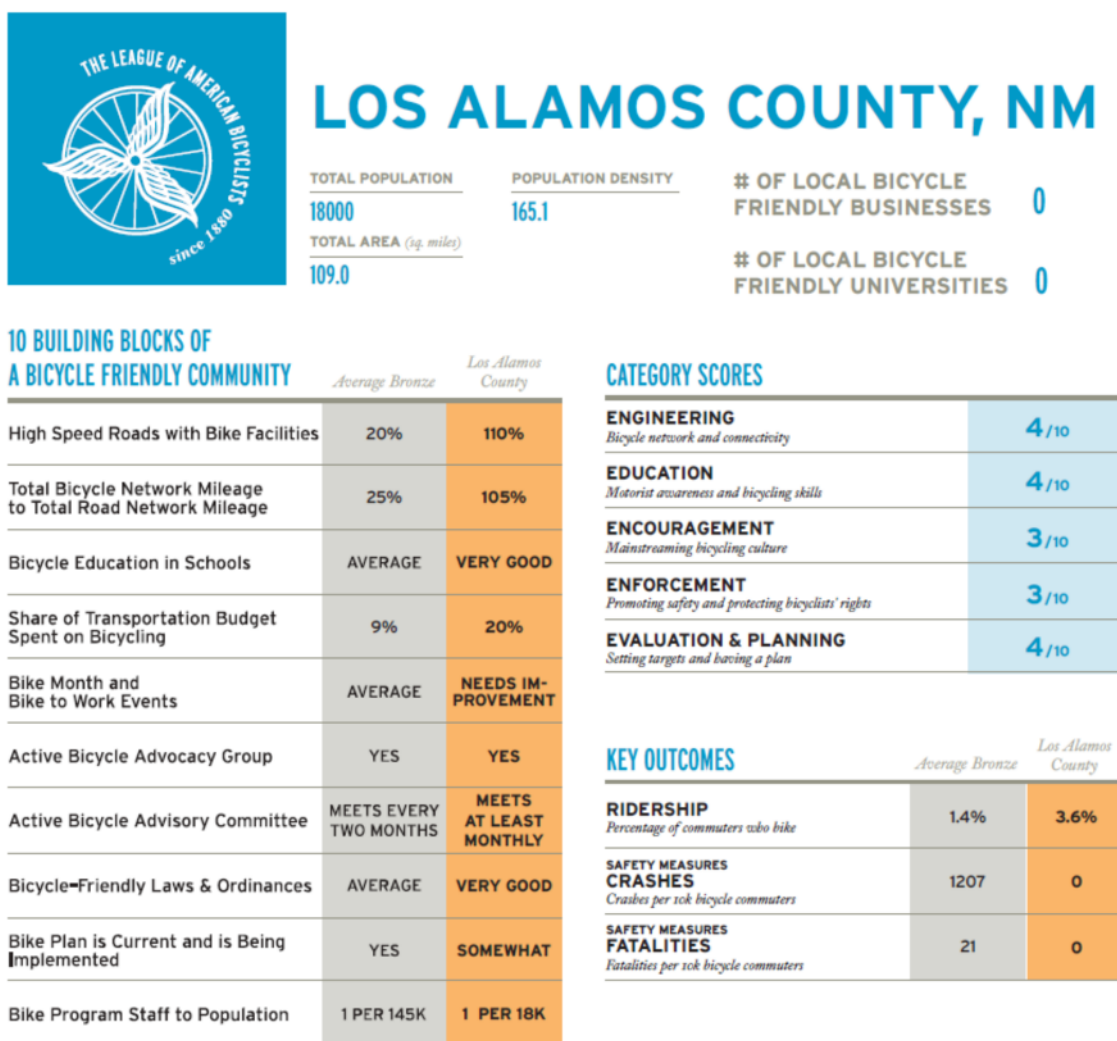 THE LEAGUE OF AMERICAN BICYCLISTS
since 1880
LOS ALAMOS COUNTY, NM
TOTAL POPULATION
18000
TOTAL AREA (sq. miles)
109.0
POPULATION DENSITY
165.1
# OF LOCAL BICYCLE
FRIENDLY BUSINESSES 0
# OF LOCAL BICYCLE
FRIENDLY UNIVERSITIES 0
10 BUILDING BLOCKS OF
A BICYCLE FRIENDLY COMMUNITY
Average Bronze
Los Alamos
County
High Speed Roads with Bike Facilities 20% 110%
Total Bicycle Network Mileage
to Total Road Network Mileage
25% 105%
Bicycle Education in Schools AVERAGE VERY GOOD
Share of Transportation Budget
Spent on Bicycling
9% 20%
Bike Month and
Bike to Work Events
AVERAGE
NEEDS IM-
PROVEMENT
Active Bicycle Advocacy Group YES YES
Active Bicycle Advisory Committee
MEETS EVERY
TWO MONTHS
MEETS
AT LEAST
MONTHLY
Bicycle-Friendly Laws & Ordinances AVERAGE VERY GOOD
Bike Plan is Current and is Being
Implemented
YES SOMEWHAT
Bike Program Staff to Population 1 PER 145K 1 PER 18K
CATEGORY SCORES
ENGINEERING
Bicycle network and connectivity
4/10
EDUCATION
Motorist awareness and bicycling skills
4/10
ENCOURAGEMENT
Mainstreaming bicycling culture
3/10
ENFORCEMENT
Promoting safety and protecting bicyclists' rights
3/10
EVALUATION & PLANNING
Setting targets and having a plan
4/10
KEY OUTCOMES
Average Bronze
Los Alamos
County
RIDERSHIP
Percentage of commuters who bike
1.4% 3.6%
SAFETY MEASURES
CRASHES
Crashes per 10k bicycle commuters
1207 0
SAFETY MEASURES
FATALITIES
Fatalities per 10k bicycle commuters
21 0